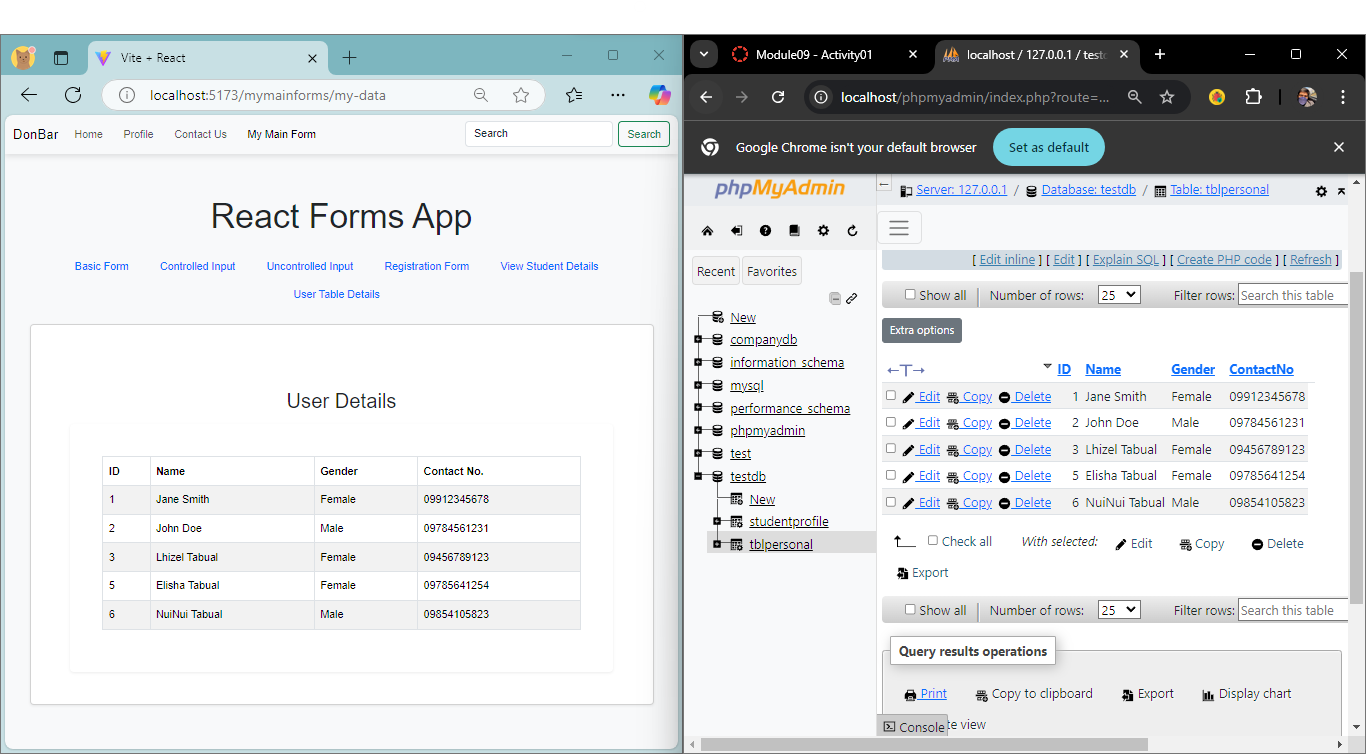 Vite + React
localhost:5173/mymainforms/my-data
DonBar Home Profile Contact Us My Main Form Search Search
React Forms App
Basic Form Controlled Input Uncontrolled Input Registration Form View Student Details
User Table Details
User Details
ID Name Gender Contact No.
1 Jane Smith Female 09912345678
2 John Doe Male 09784561231
3 Lhizel Tabual Female 09456789123
5 Elisha Tabual Female 09785641254
6 NuiNui Tabual Male 09854105823
Module09 - Activity01 localhost / 127.0.0.1 / test
localhost/phpmyadmin/index.php?route=...
Google Chrome isn't your default browser Set as default
phpMyAdmin
Recent Favorites
New
companydb
information_schema
mysql
performance_schema
phpmyadmin
test
testdb
New
studentprofile
tblpersonal
Server: 127.0.0.1 / Database: testdb / Table: tblpersonal
[ Edit inline ] [ Edit ] [ Explain SQL ] [ Create PHP code ] [ Refresh ]
Show all Number of rows: 25 Filter rows: Search this table
Extra options
←T→ ID Name Gender ContactNo
Edit Copy Delete 1 Jane Smith Female 09912345678
Edit Copy Delete 2 John Doe Male 09784561231
Edit Copy Delete 3 Lhizel Tabual Female 09456789123
Edit Copy Delete 5 Elisha Tabual Female 09785641254
Edit Copy Delete 6 NuiNui Tabual Male 09854105823
Check all With selected: Edit Copy Delete
Export
Show all Number of rows: 25 Filter rows: Search this table
Query results operations
Print Copy to clipboard Export Display chart
Console te view